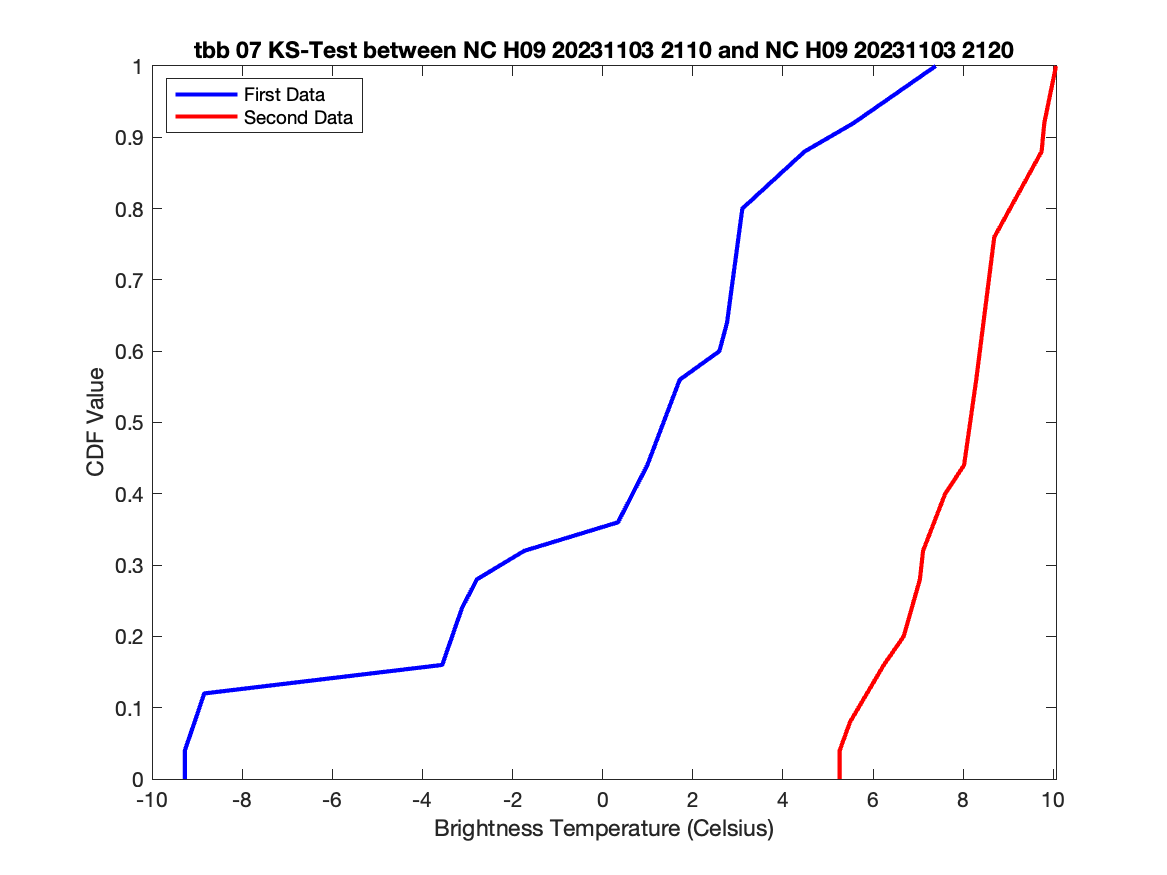 tbb 07 KS-Test between NC H09 20231103 2110 and NC H09 20231103 2120
First Data
Second Data
1
0.9
0.8
0.7
0.6
0.5
0.4
0.3
0.2
0.1
0
CDF Value
-10 -8 -6 -4 -2 0 2 4 6 8 10
Brightness Temperature (Celsius)